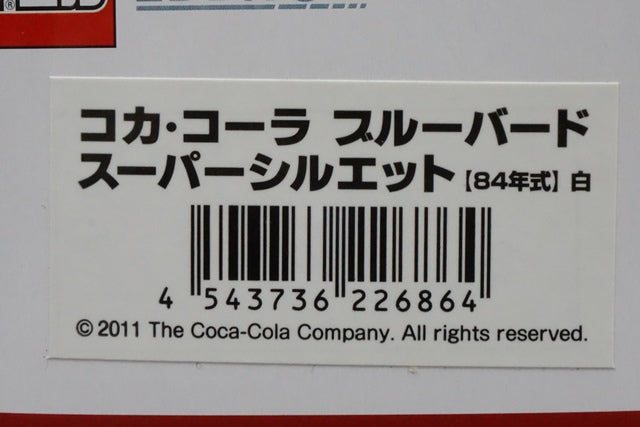 ®
コカ・コーラ ブルーバード
スーパーシルエット【84年式】白
4 543736 226864
© 2011 The Coca-Cola Company. All rights reserved.